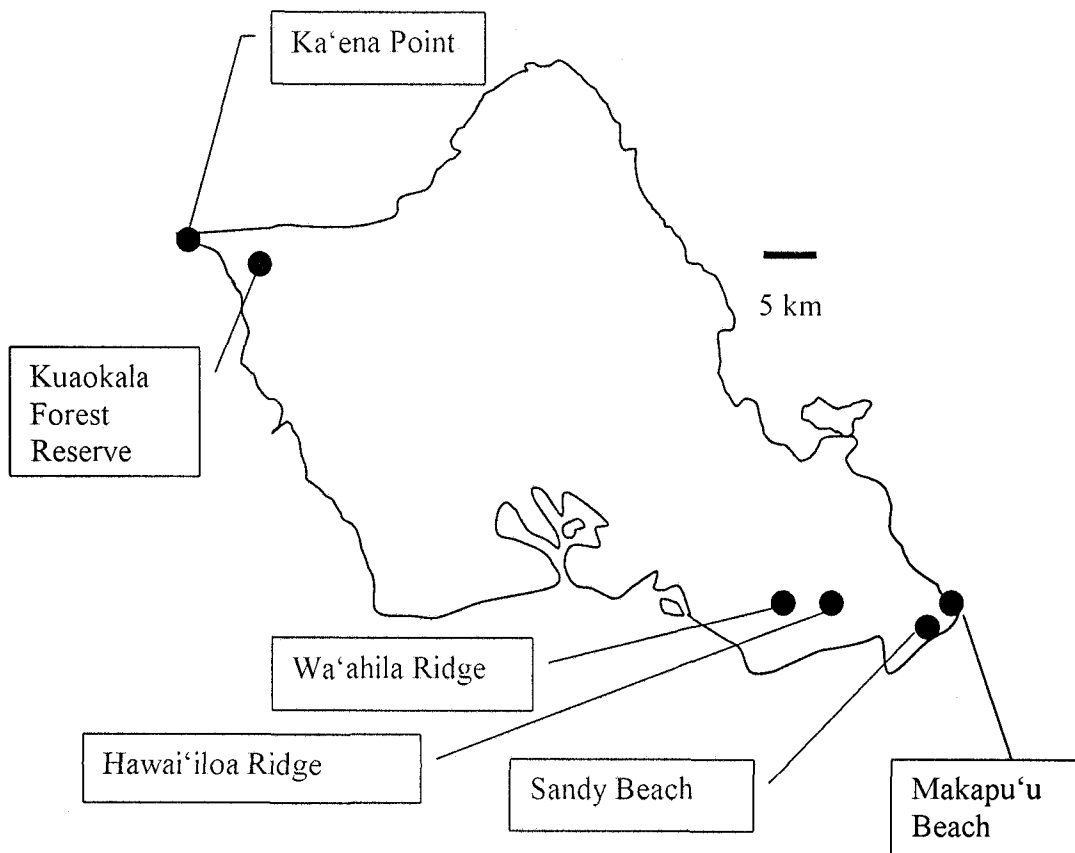 Ka‘ena Point
5 km
Kuaokala
Forest
Reserve
Wa‘ahila Ridge
Hawai‘iloa Ridge
Sandy Beach
Makapu‘u
Beach